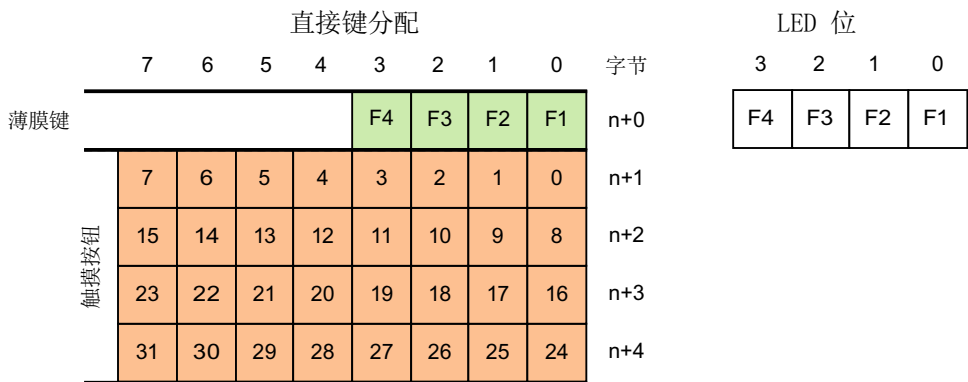 直接键分配
LED 位
7 6 5 4 3 2 1 0 字节
3 2 1 0
薄膜键 F4 F3 F2 F1 n+0
F4 F3 F2 F1
触摸按钮
7 6 5 4 3 2 1 0 n+1
15 14 13 12 11 10 9 8 n+2
23 22 21 20 19 18 17 16 n+3
31 30 29 28 27 26 25 24 n+4